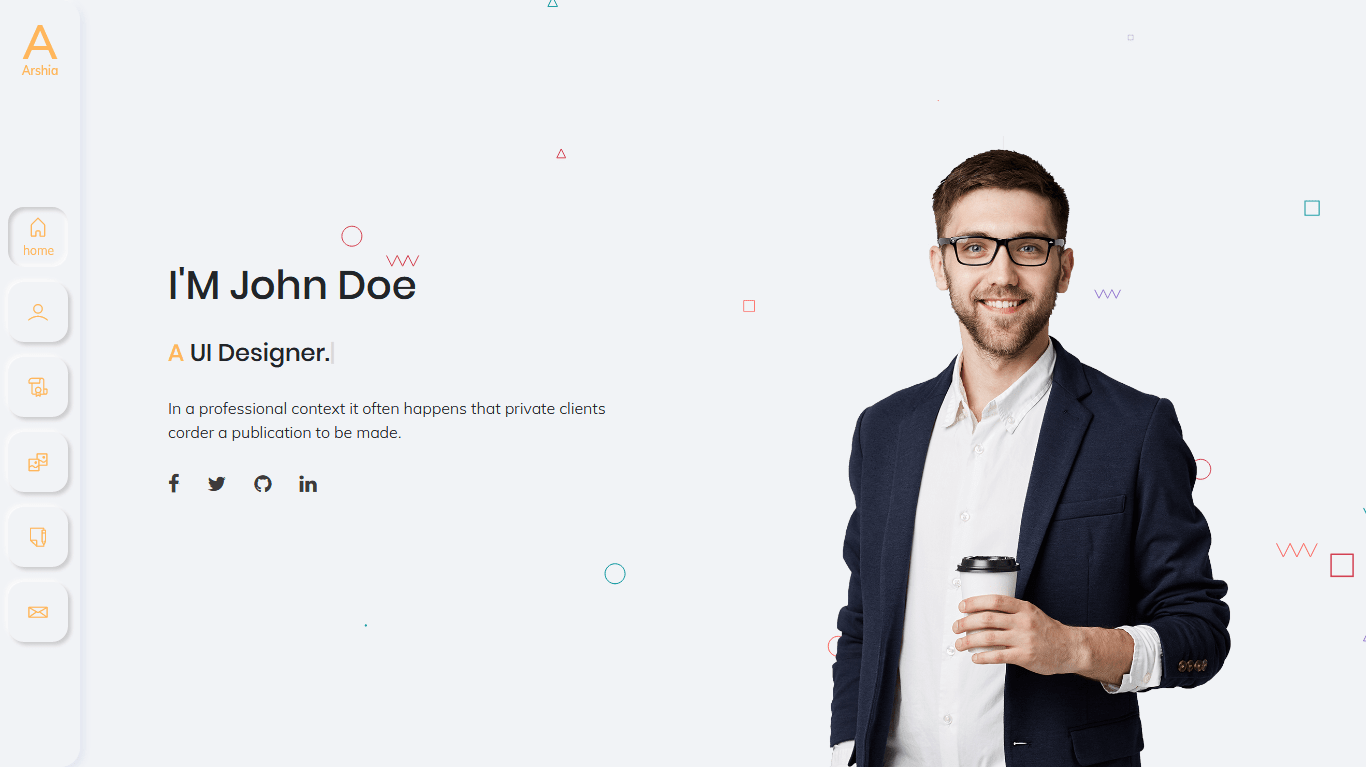 A
Arshia
home
I'M John Doe
A UI Designer.
In a professional context it often happens that private clients
corder a publication to be made.